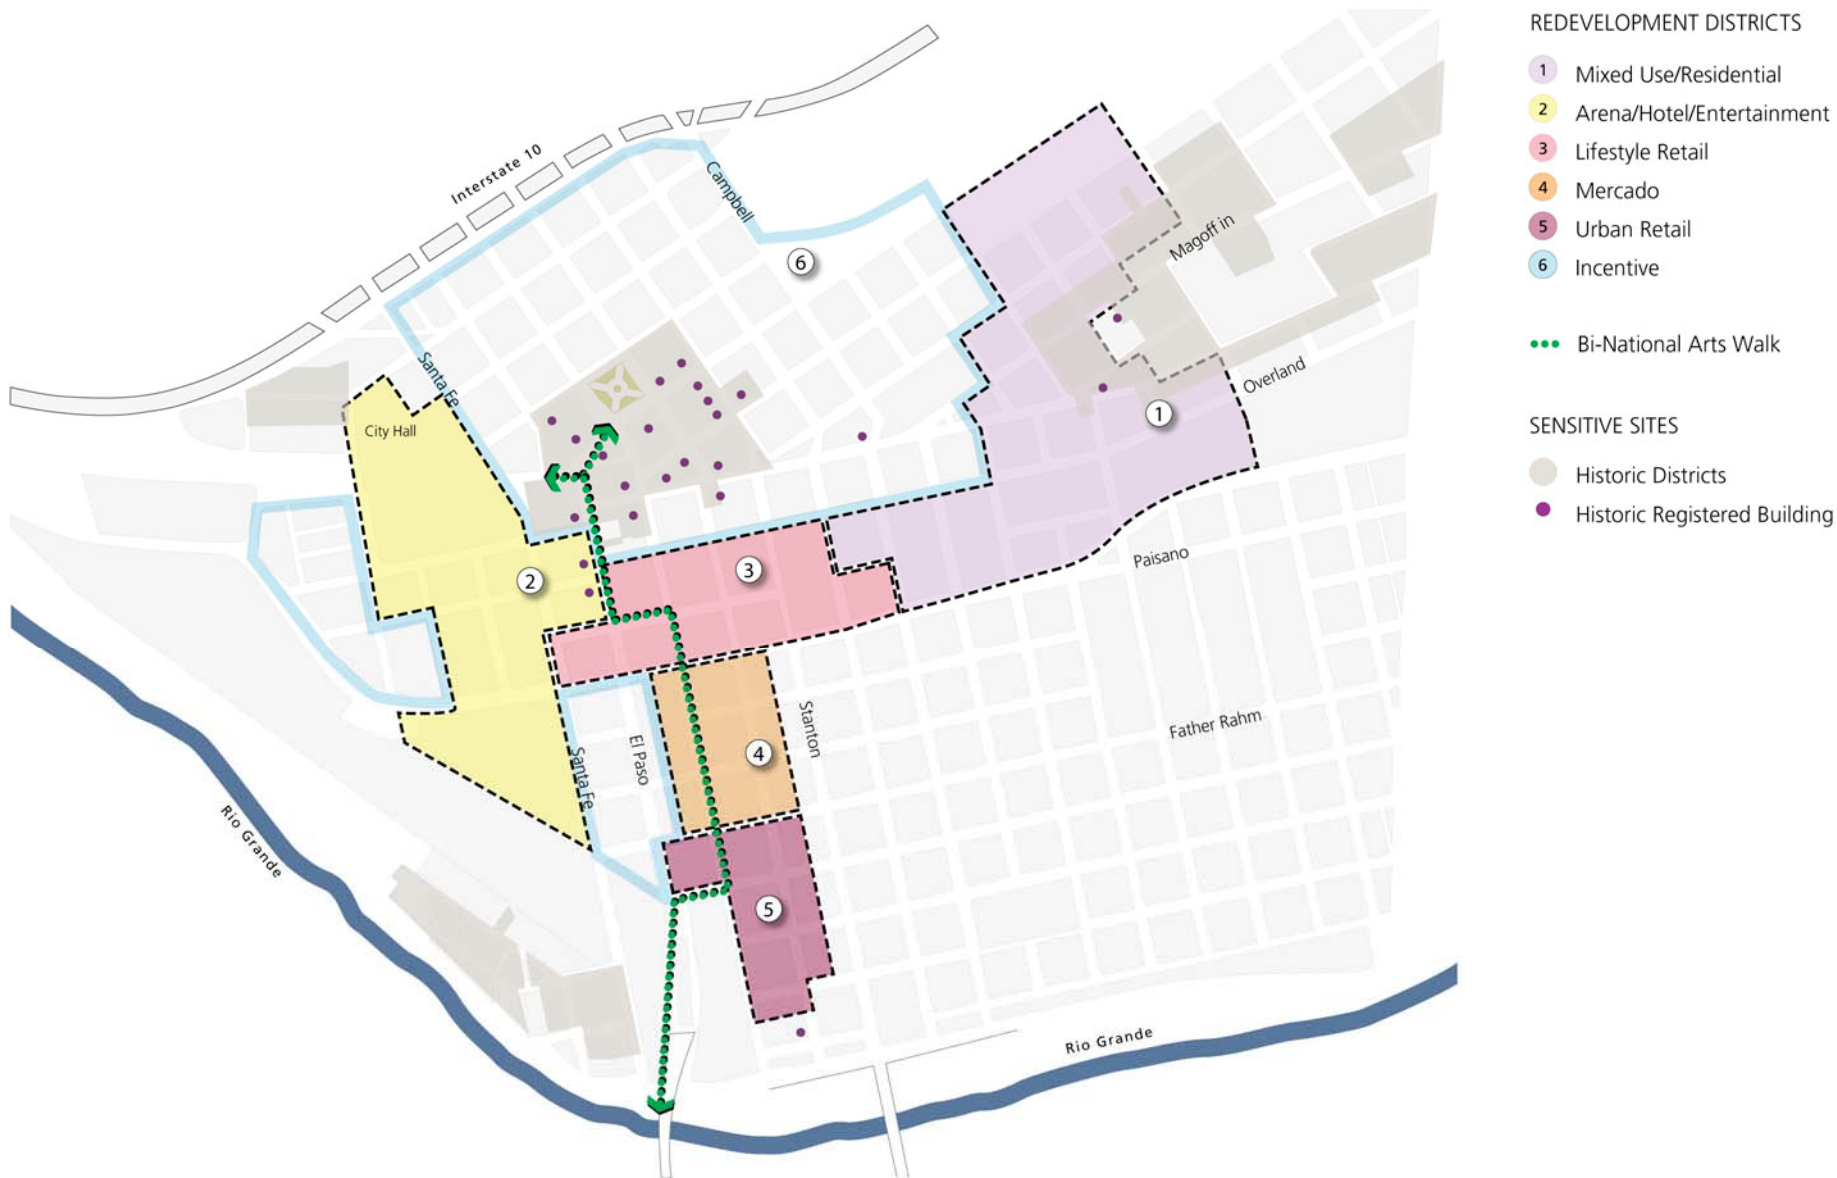 REDEVELOPMENT DISTRICTS
1 Mixed Use/Residential
2 Arena/Hotel/Entertainment
3 Lifestyle Retail
4 Mercado
5 Urban Retail
6 Incentive
Bi-National Arts Walk
SENSITIVE SITES
Historic Districts
Historic Registered Building
Interstate 10
Campbell
6
Magoff in
Santa Fe
Overland
1
City Hall
Paisano
3
2
Stanton
Father Rahm
El Paso
4
Santa Fe
Rio Grande
5
Rio Grande